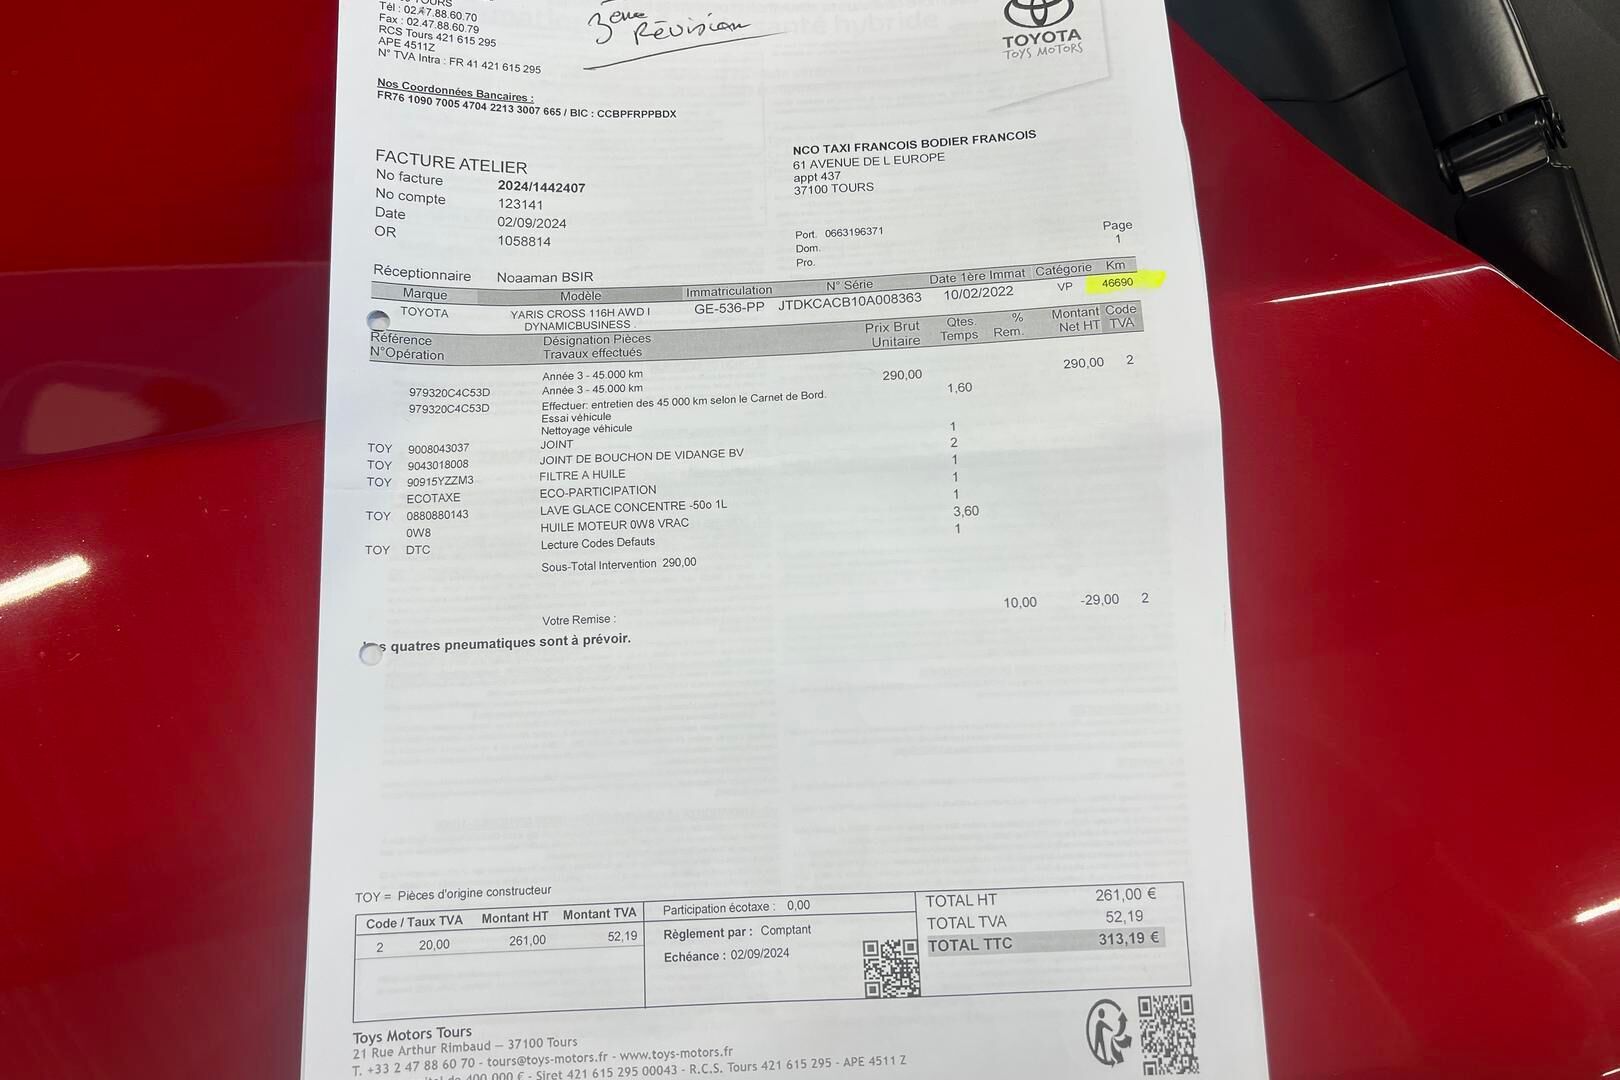 TOURS
Tél : 02.47.88.60.70
Fax : 02.47.88.60.79
RCS Tours 421 615 295
APE 4511Z
N° TVA Intra : FR 41 421 615 295
3ème Révision
TOYOTA
TOYS MOTORS
Nos Coordonnées Bancaires :
FR76 1090 7005 4704 2213 3007 665 / BIC : CCBPFRPPBDX
NCO TAXI FRANCOIS BODIER FRANCOIS
61 AVENUE DE L EUROPE
appt 437
37100 TOURS
FACTURE ATELIER
No facture 2024/1442407
No compte 123141
Date 02/09/2024
OR 1058814
Port. 0663196371
Dom.
Pro.
Page
1
Réceptionnaire Noaaman BSIR
Marque Modèle Immatriculation N° Série Date 1ère Immat Catégorie Km
TOYOTA YARIS CROSS 116H AWD I GE-536-PP JTDKCACB10A008363 10/02/2022 VP 46690
DYNAMICBUSINESS .
Référence Désignation Pièces Prix Brut Qtes. % Montant Code
N°Opération Travaux effectués Unitaire Temps Rem. Net HT TVA
Année 3 - 45.000 km 290,00 290,00 2
979320C4C53D Année 3 - 45.000 km 1,60
979320C4C53D Effectuer: entretien des 45 000 km selon le Carnet de Bord.
Essai véhicule
Nettoyage véhicule
TOY 9008043037 JOINT 1
TOY 9043018008 JOINT DE BOUCHON DE VIDANGE BV 2
TOY 90915YZZM3 FILTRE A HUILE 1
ECOTAXE ECO-PARTICIPATION 1
TOY 0880880143 LAVE GLACE CONCENTRE -50o 1L 1
0W8 HUILE MOTEUR 0W8 VRAC 3,60
TOY DTC Lecture Codes Defauts 1
Sous-Total Intervention 290,00
Votre Remise : 10,00 -29,00 2
quatres pneumatiques sont à prévoir.
TOY = Pièces d'origine constructeur
Code / Taux TVA Montant HT Montant TVA
2 20,00 261,00 52,19
Participation écotaxe : 0,00
Règlement par : Comptant
Echéance : 02/09/2024
TOTAL HT 261,00 €
TOTAL TVA 52,19
TOTAL TTC 313,19 €
Toys Motors Tours
21 Rue Arthur Rimbaud – 37100 Tours
T. +33 2 47 88 60 70 - tours@toys-motors.fr - www.toys-motors.fr
de 400.000 € - Siret 421 615 295 00043 - R.C.S. Tours 421 615 295 - APE 4511 Z